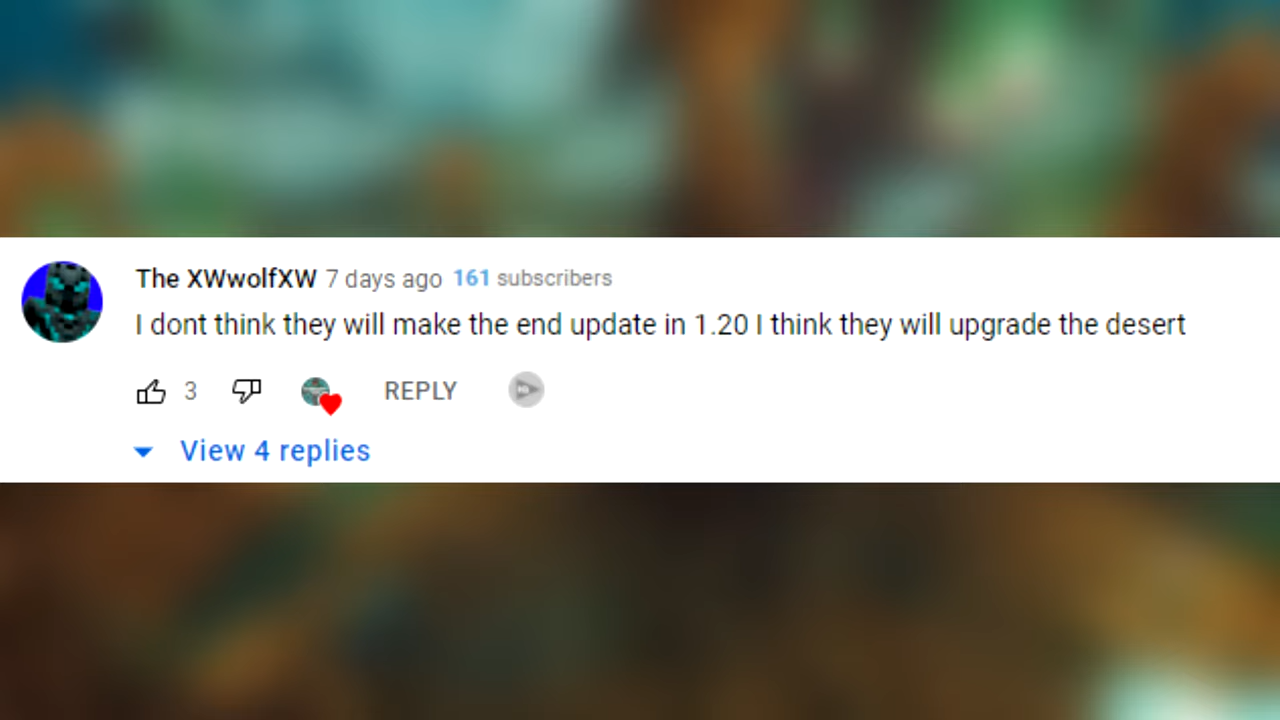 The XWwolfXW 7 days ago 161 subscribers
I dont think they will make the end update in 1.20 I think they will upgrade the desert
3 REPLY
View 4 replies